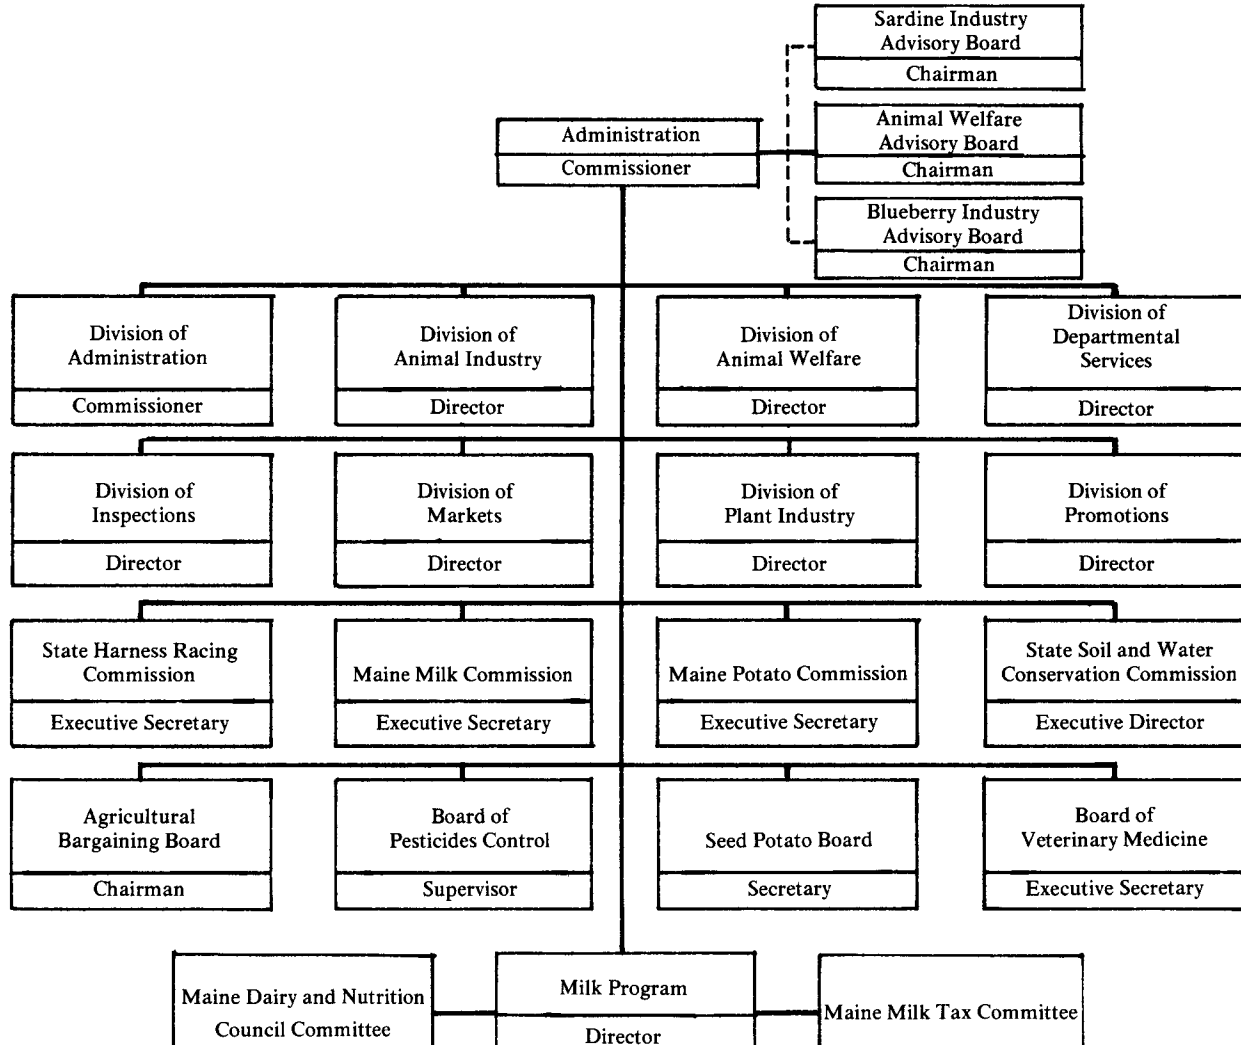 Sardine Industry
Advisory Board
Chairman
Administration
Commissioner
Animal Welfare
Advisory Board
Chairman
Blueberry Industry
Advisory Board
Chairman
Division of
Administration
Commissioner
Division of
Animal Industry
Director
Division of
Animal Welfare
Director
Division of
Departmental
Services
Director
Division of
Inspections
Director
Division of
Markets
Director
Division of
Plant Industry
Director
Division of
Promotions
Director
State Harness Racing
Commission
Executive Secretary
Maine Milk Commission
Executive Secretary
Maine Potato Commission
Executive Secretary
State Soil and Water
Conservation Commission
Executive Director
Agricultural
Bargaining Board
Chairman
Board of
Pesticides Control
Supervisor
Seed Potato Board
Secretary
Board of
Veterinary Medicine
Executive Secretary
Maine Dairy and Nutrition
Council Committee
Milk Program
Director
Maine Milk Tax Committee